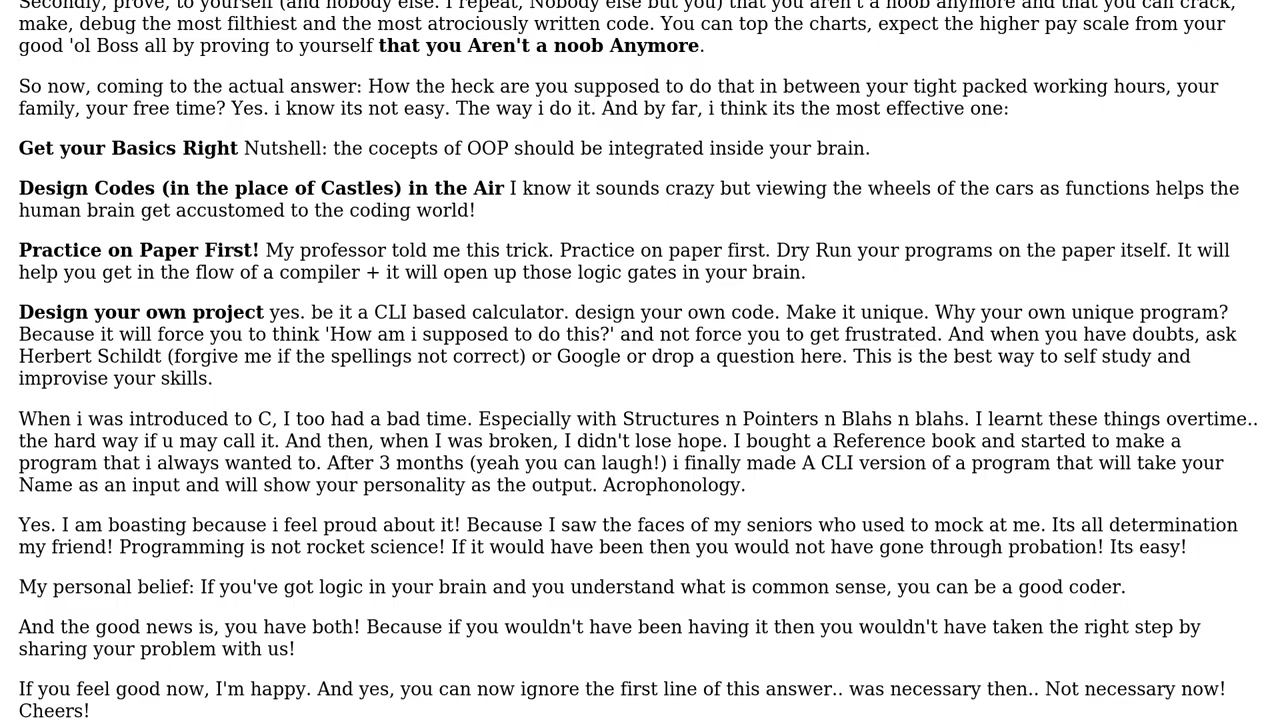 Secondly, prove, to yourself (and nobody else. I repeat, Nobody else but you) that you aren't a noob anymore and that you can crack,
make, debug the most filthiest and the most atrociously written code. You can top the charts, expect the higher pay scale from your
good 'ol Boss all by proving to yourself that you Aren't a noob Anymore.
So now, coming to the actual answer: How the heck are you supposed to do that in between your tight packed working hours, your
family, your free time? Yes. i know its not easy. The way i do it. And by far, i think its the most effective one:
Get your Basics Right Nutshell: the cocepts of OOP should be integrated inside your brain.
Design Codes (in the place of Castles) in the Air I know it sounds crazy but viewing the wheels of the cars as functions helps the
human brain get accustomed to the coding world!
Practice on Paper First! My professor told me this trick. Practice on paper first. Dry Run your programs on the paper itself. It will
help you get in the flow of a compiler + it will open up those logic gates in your brain.
Design your own project yes. be it a CLI based calculator. design your own code. Make it unique. Why your own unique program?
Because it will force you to think 'How am i supposed to do this?' and not force you to get frustrated. And when you have doubts, ask
Herbert Schildt (forgive me if the spellings not correct) or Google or drop a question here. This is the best way to self study and
improvise your skills.
When i was introduced to C, I too had a bad time. Especially with Structures n Pointers n Blahs n blahs. I learnt these things overtime..
the hard way if u may call it. And then, when I was broken, I didn't lose hope. I bought a Reference book and started to make a
program that i always wanted to. After 3 months (yeah you can laugh!) i finally made A CLI version of a program that will take your
Name as an input and will show your personality as the output. Acrophonology.
Yes. I am boasting because i feel proud about it! Because I saw the faces of my seniors who used to mock at me. Its all determination
my friend! Programming is not rocket science! If it would have been then you would not have gone through probation! Its easy!
My personal belief: If you've got logic in your brain and you understand what is common sense, you can be a good coder.
And the good news is, you have both! Because if you wouldn't have been having it then you wouldn't have taken the right step by
sharing your problem with us!
If you feel good now, I'm happy. And yes, you can now ignore the first line of this answer.. was necessary then.. Not necessary now!
Cheers!